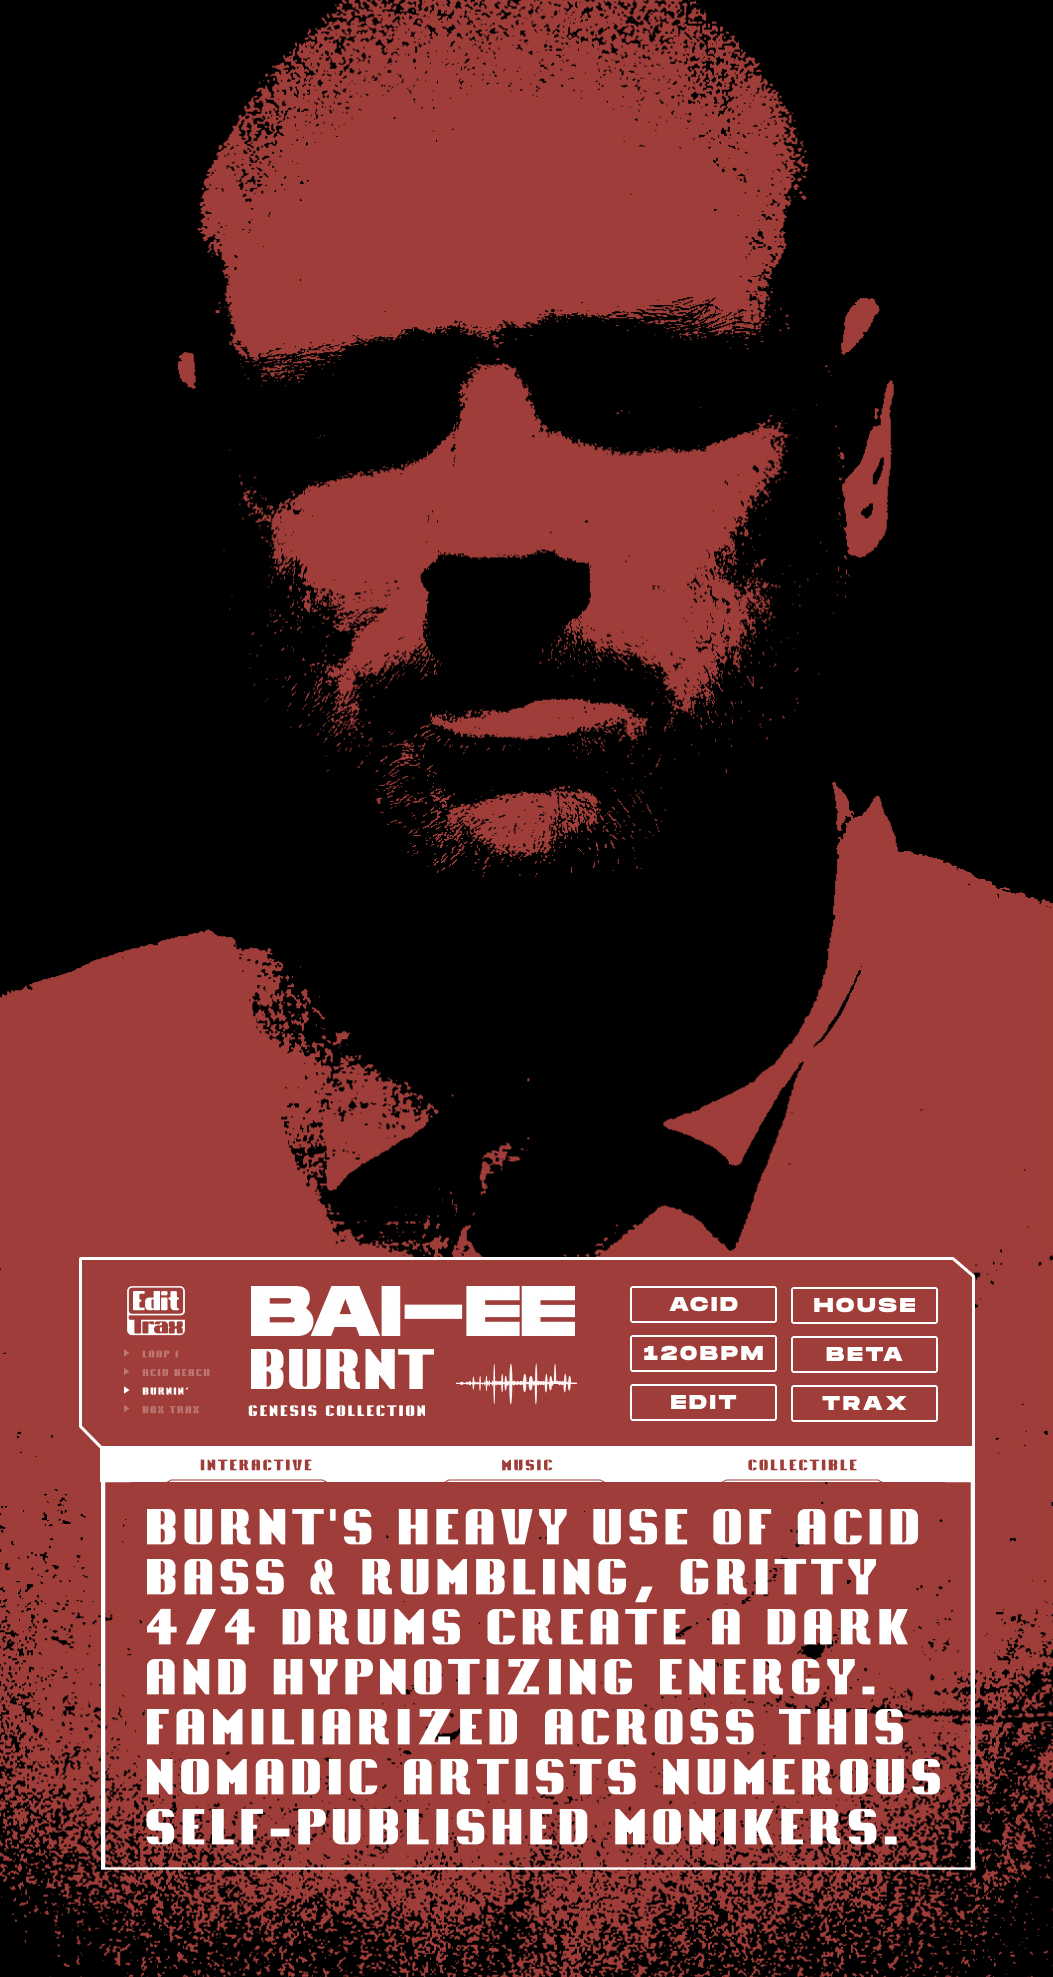 Edit
Trax
LOOP 1
ACID BEACH
BURNIN'
BOX TRAX
BAI-EE
BURNT
GENESIS COLLECTION
ACID
HOUSE
120BPM
BETA
EDIT
TRAX
INTERACTIVE
MUSIC
COLLECTIBLE
BURNT'S HEAVY USE OF ACID
BASS & RUMBLING, GRITTY
4/4 DRUMS CREATE A DARK
AND HYPNOTIZING ENERGY.
FAMILIARIZED ACROSS THIS
NOMADIC ARTISTS NUMEROUS
SELF-PUBLISHED MONIKERS.